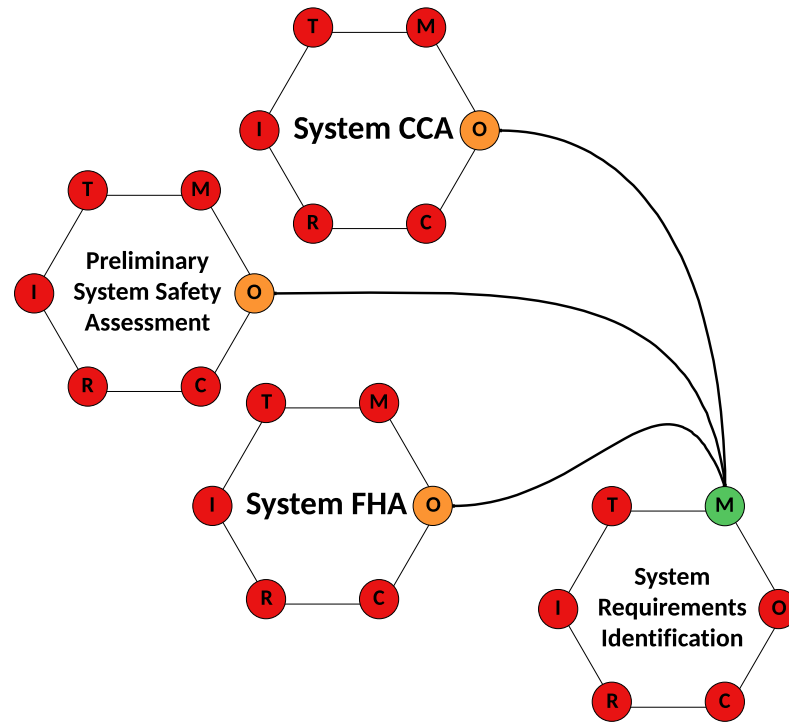 T M
I System CCA O
R C
T M
Preliminary
I System Safety O
Assessment
R C
T M
I System FHA O
R C
T M
System
I Requirements O
Identification
R C